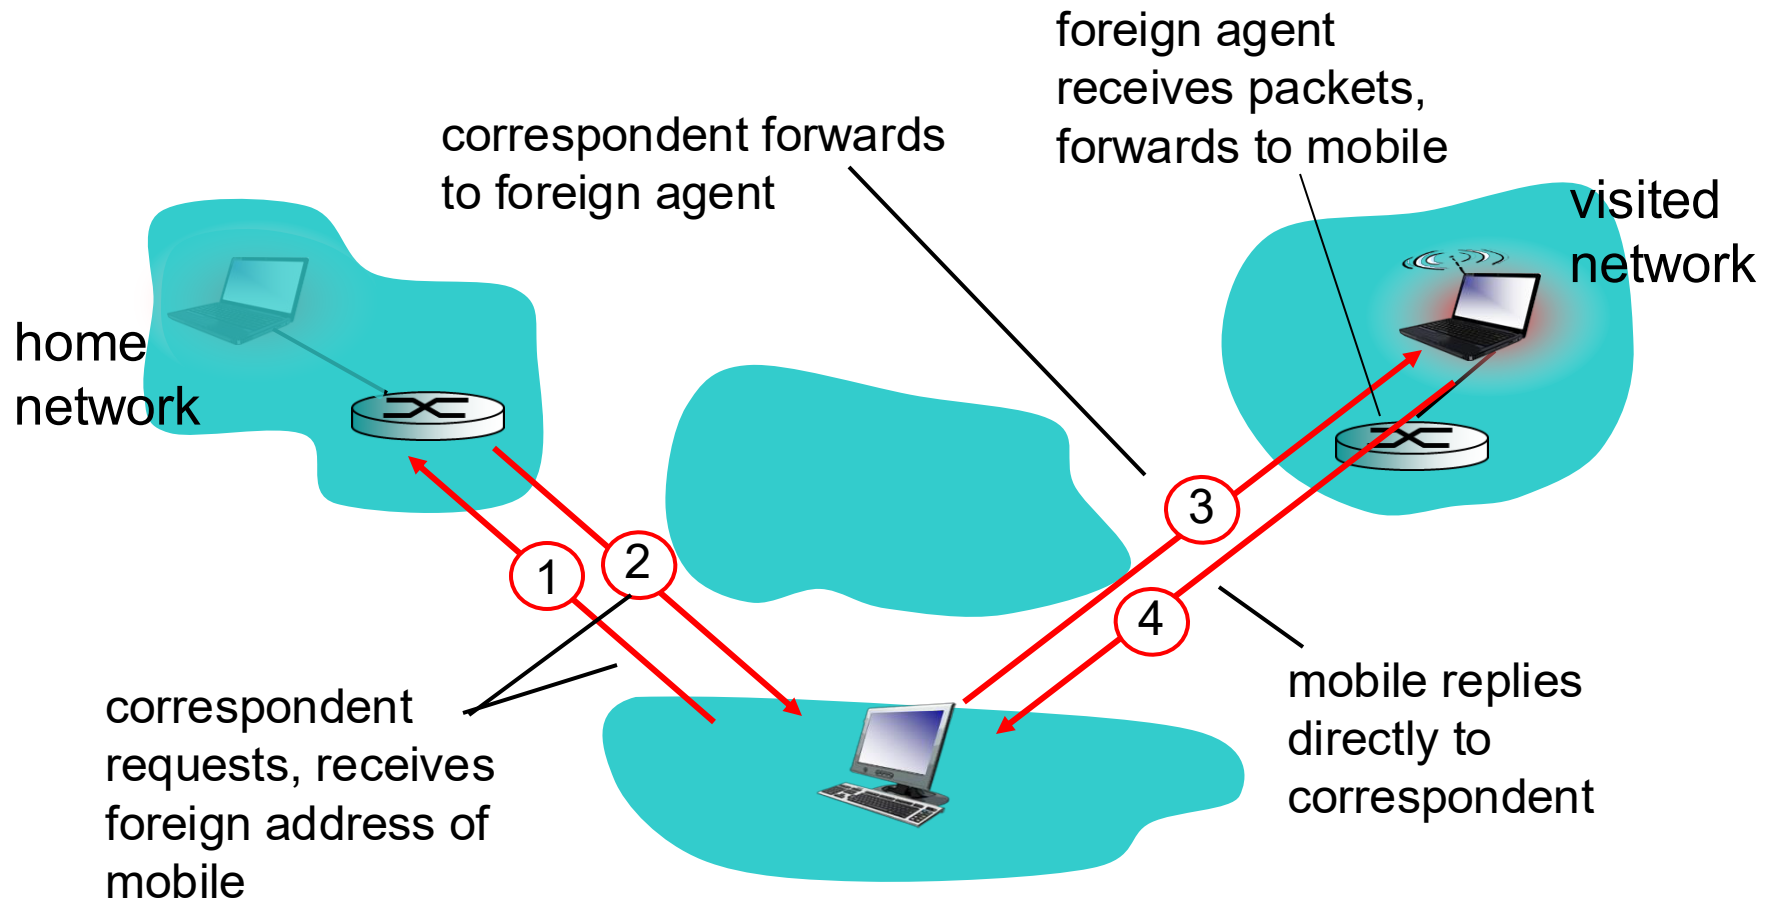 foreign agent
receives packets,
forwards to mobile
correspondent forwards
to foreign agent
visited
network
home
network
3
2
1
4
correspondent
requests, receives
foreign address of
mobile
mobile replies
directly to
correspondent